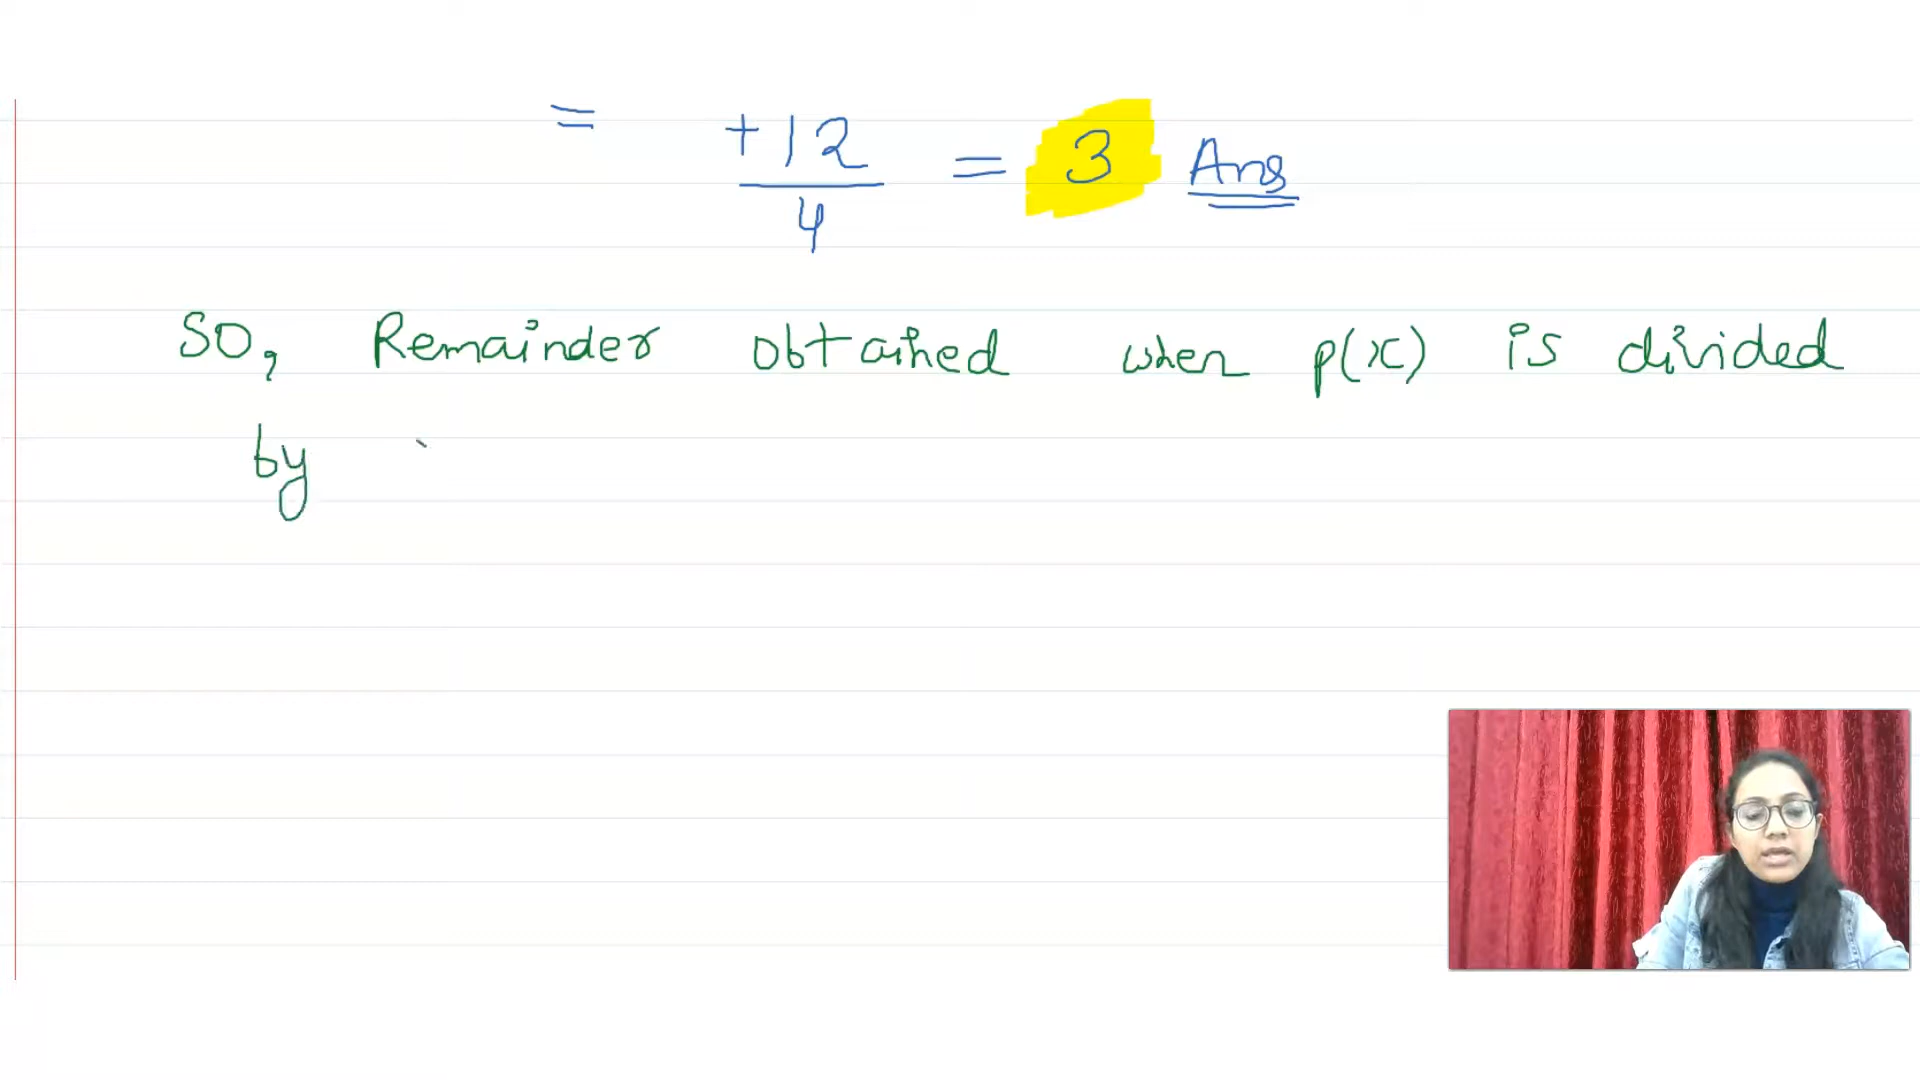 = +12/4 = 3 Ans
So, Remainder obtained when p(x) is divided
by